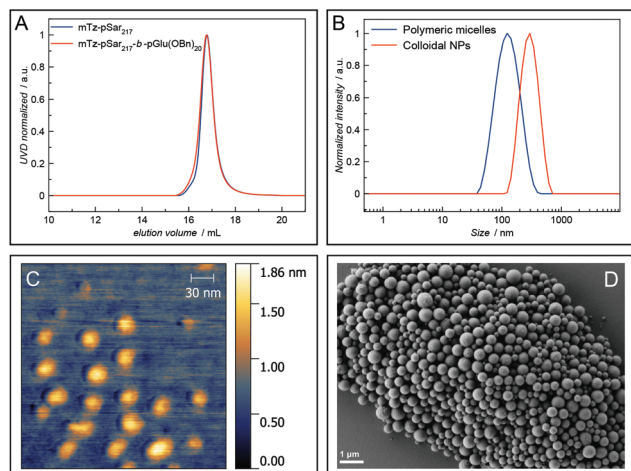 A
mTz-pSar217
mTz-pSar217-b-pGlu(OBn)20
UVD normalized / a.u.
1
0.8
0.6
0.4
0.2
0
10 12 14 16 18 20
elution volume / mL
B
Polymeric micelles
Colloidal NPs
Normalized intensity / a.u.
1
0.8
0.6
0.4
0.2
0
1 10 100 1000
Size / nm
C
30 nm
1.86 nm
1.50
1.00
0.50
0.00
D
1 µm